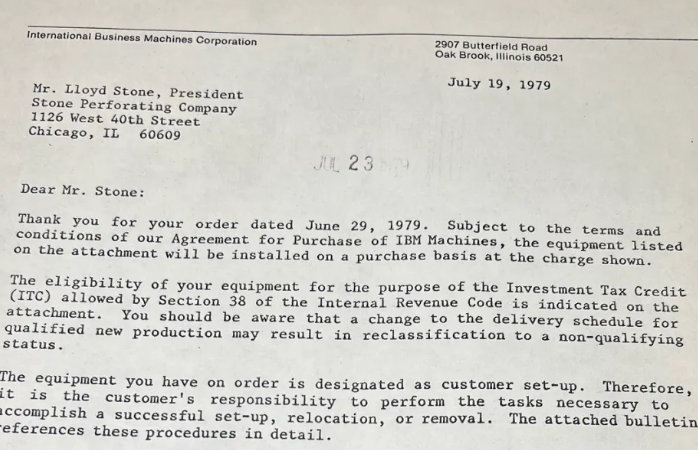 International Business Machines Corporation
2907 Butterfield Road
Oak Brook, Illinois 60521
July 19, 1979
Mr. Lloyd Stone, President
Stone Perforating Company
1126 West 40th Street
Chicago, IL 60609
JUL 23
Dear Mr. Stone:
Thank you for your order dated June 29, 1979. Subject to the terms and
conditions of our Agreement for Purchase of IBM Machines, the equipment listed
on the attachment will be installed on a purchase basis at the charge shown.
The eligibility of your equipment for the purpose of the Investment Tax Credit
(ITC) allowed by Section 38 of the Internal Revenue Code is indicated on the
attachment. You should be aware that a change to the delivery schedule for
qualified new production may result in reclassification to a non-qualifying
status.
The equipment you have on order is designated as customer set-up. Therefore,
it is the customer's responsibility to perform the tasks necessary to
accomplish a successful set-up, relocation, or removal. The attached bulletin
references these procedures in detail.